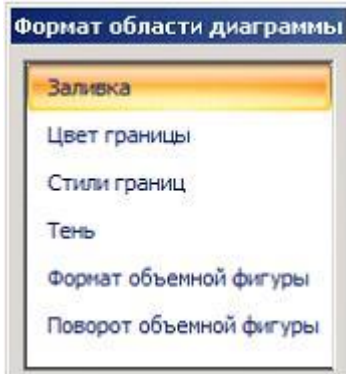 Формат области диаграммы
Заливка
Цвет границы
Стили границ
Тень
Формат объемной фигуры
Поворот объемной фигуры